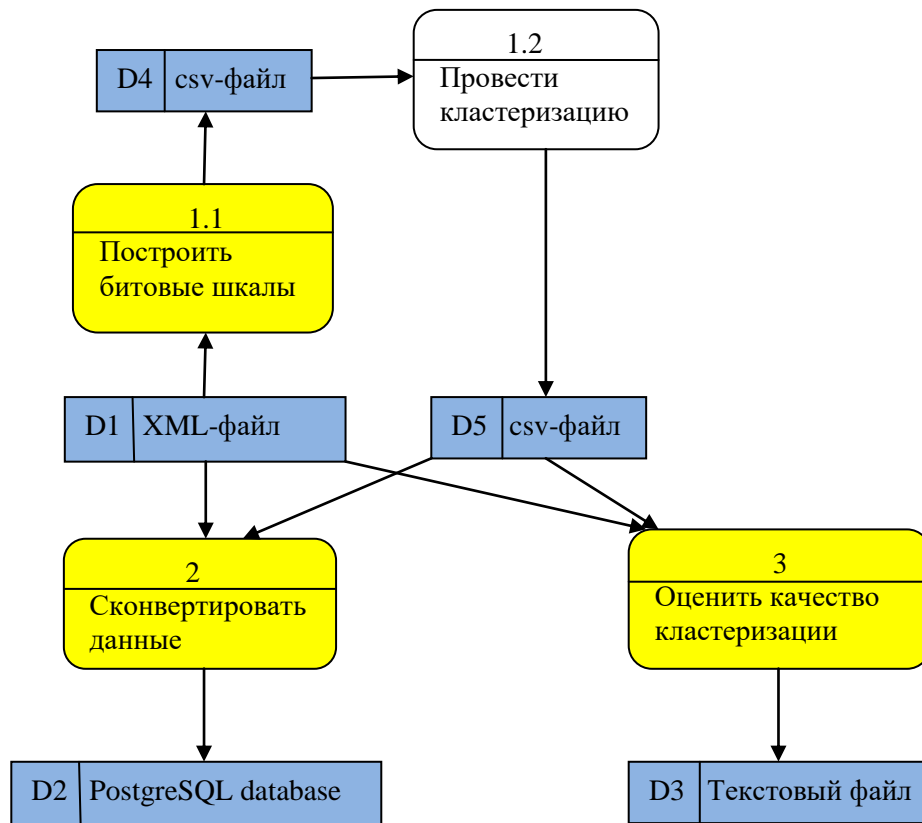 1.2
D4 csv-файл
Провести
кластеризацию
1.1
Построить
битовые шкалы
D1 XML-файл
D5 csv-файл
2
Сконвертировать
данные
3
Оценить качество
кластеризации
D2 PostgreSQL database
D3 Текстовый файл